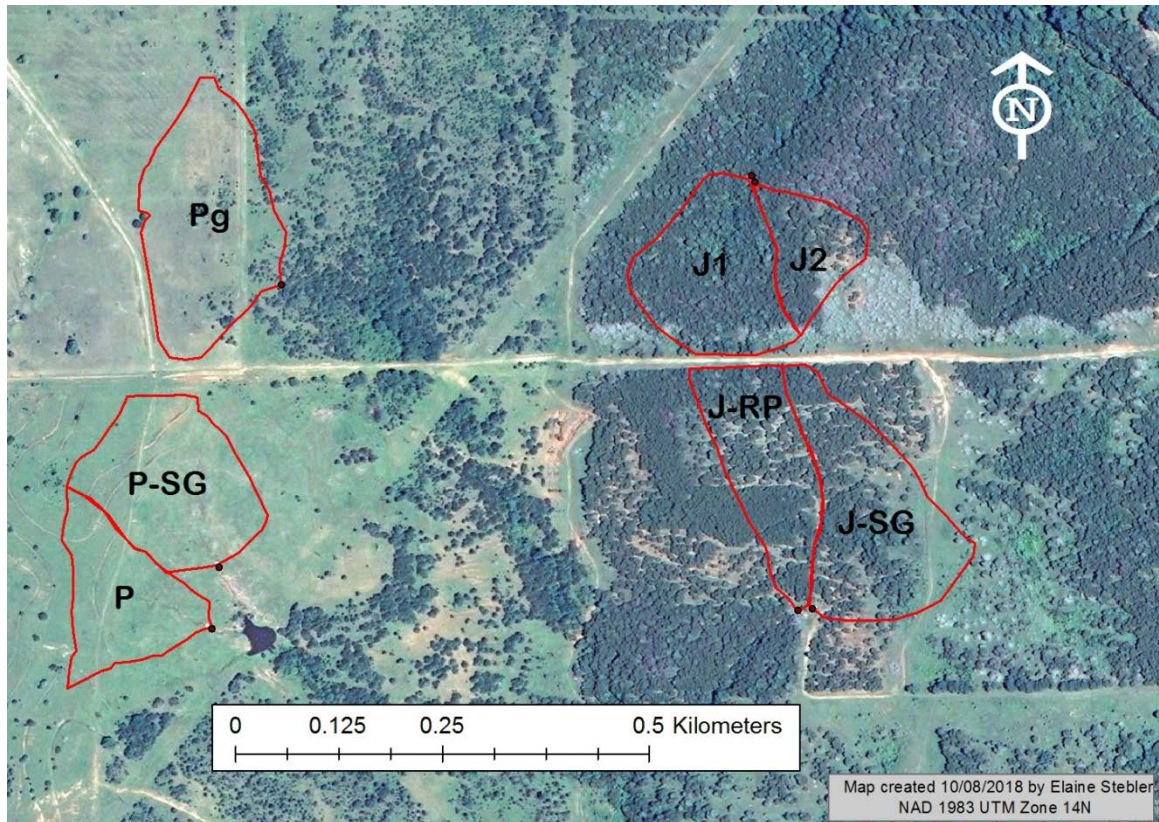 N
Pg
J1
J2
J-RP
P-SG
J-SG
P
0 0.125 0.25 0.5 Kilometers
Map created 10/08/2018 by Elaine Stebler
NAD 1983 UTM Zone 14N